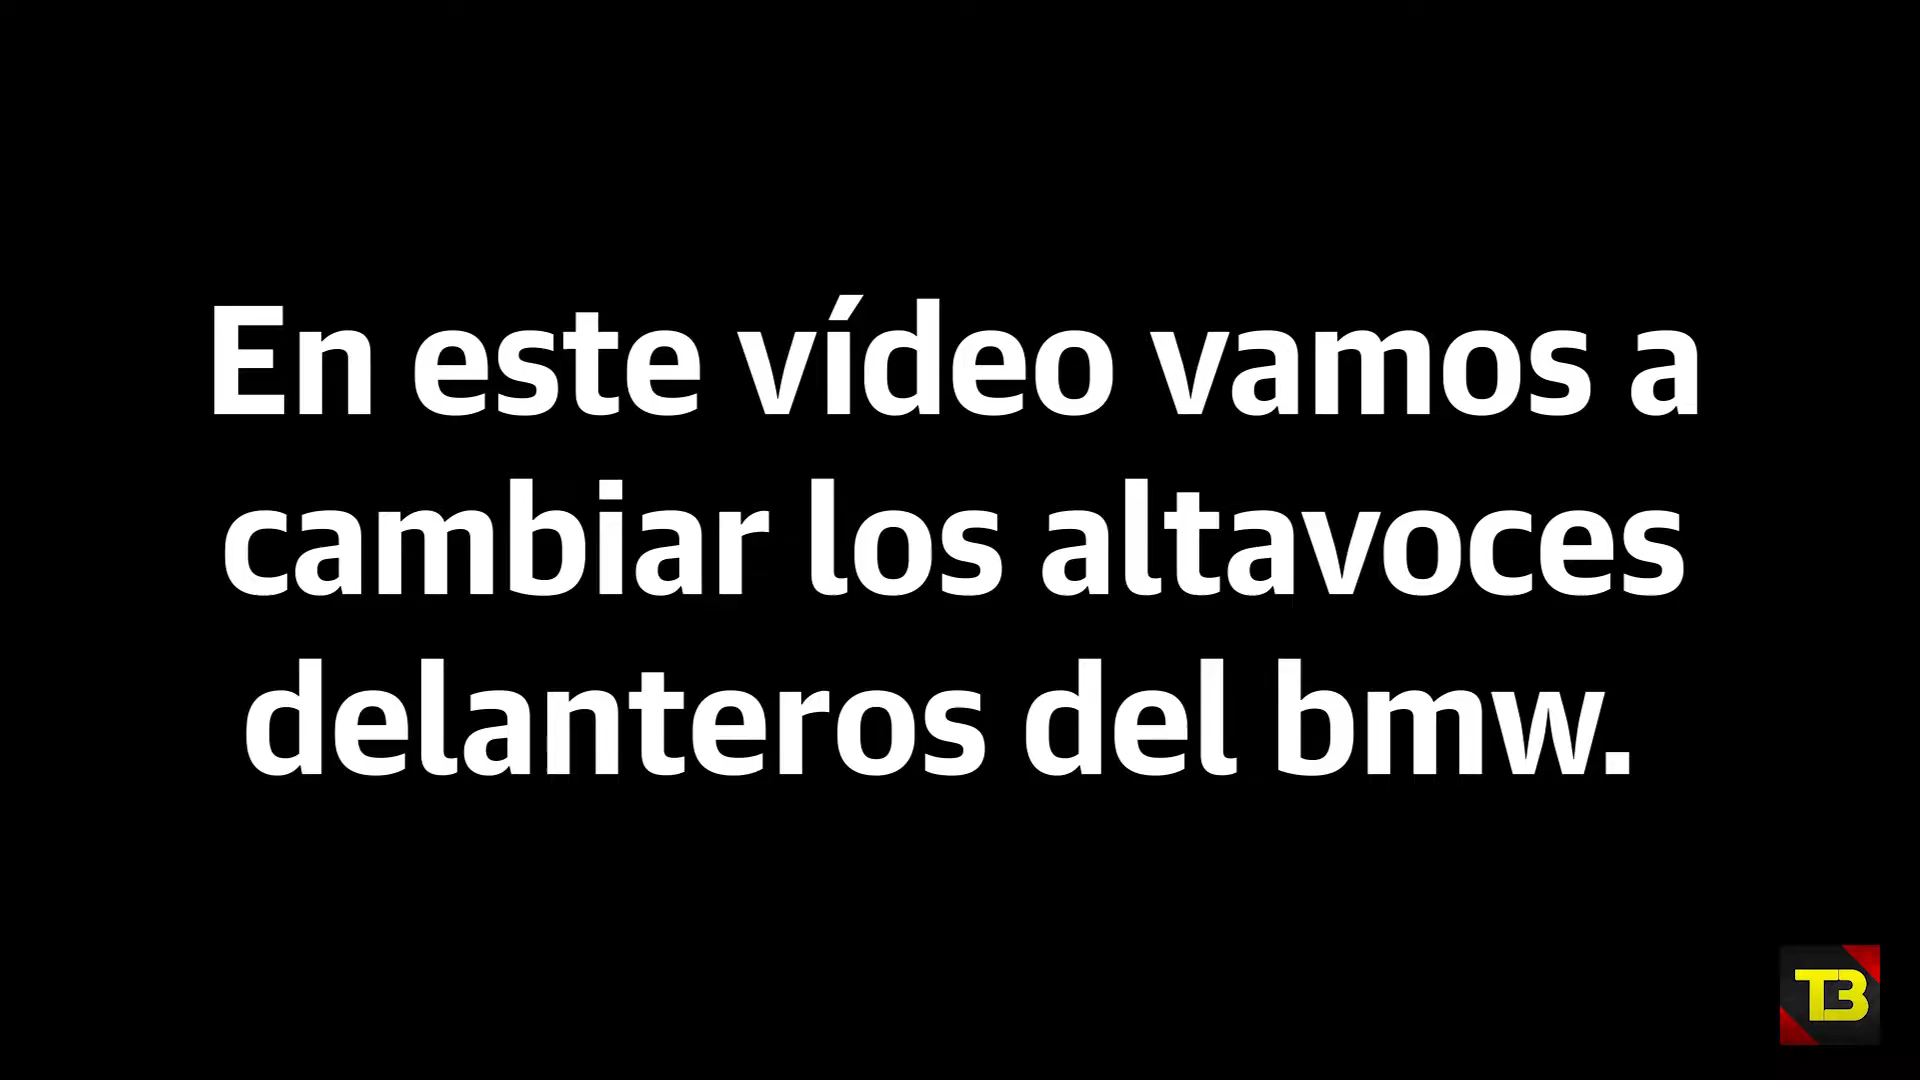 En este vídeo vamos a
cambiar los altavoces
delanteros del bmw.
TB